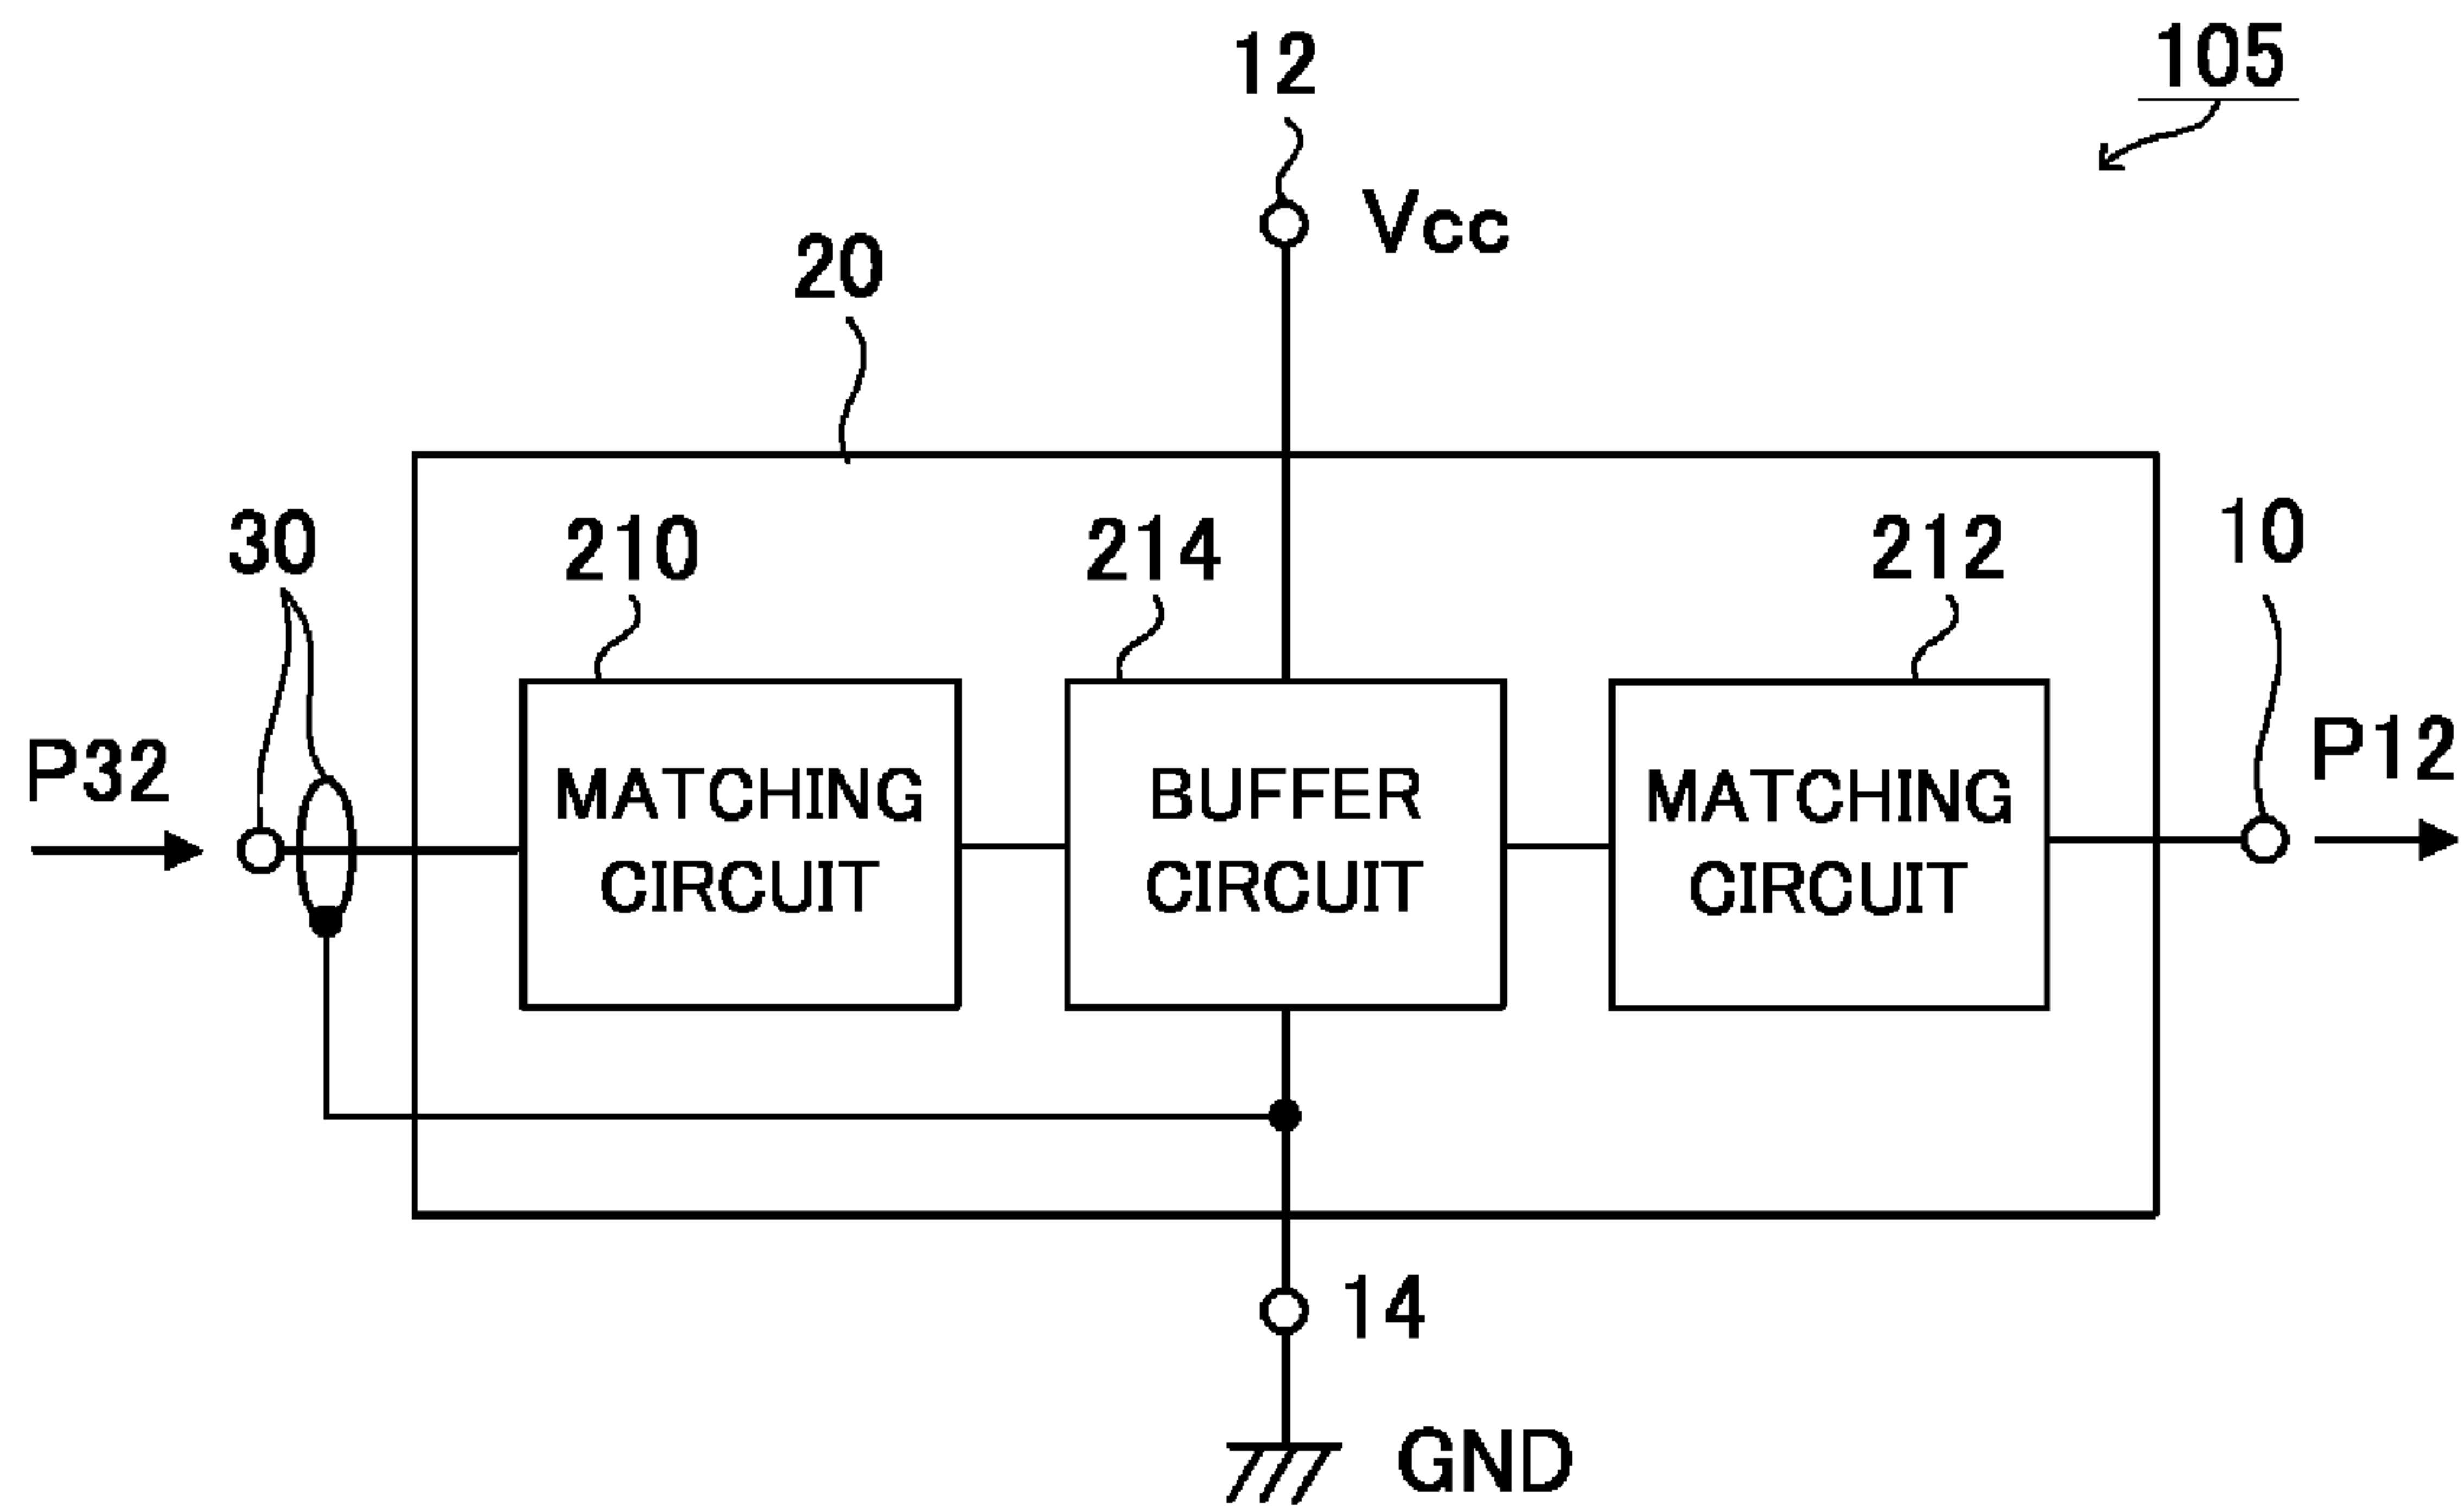 12
105
Vcc
20
30
210
214
212
10
P32
P12
MATCHING
CIRCUIT
BUFFER
CIRCUIT
MATCHING
CIRCUIT
14
GND